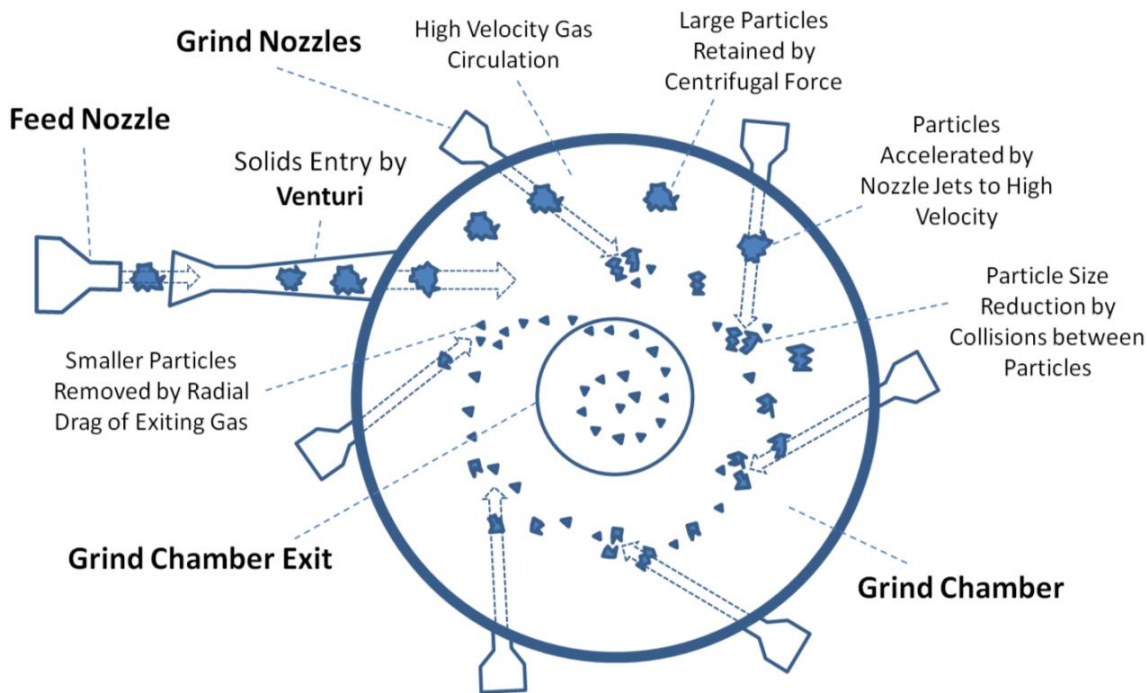 Grind Nozzles
High Velocity Gas
Circulation
Large Particles
Retained by
Centrifugal Force
Feed Nozzle
Solids Entry by
Venturi
Particles
Accelerated by
Nozzle Jets to High
Velocity
Particle Size
Reduction by
Collisions between
Particles
Smaller Particles
Removed by Radial
Drag of Exiting Gas
Grind Chamber Exit
Grind Chamber